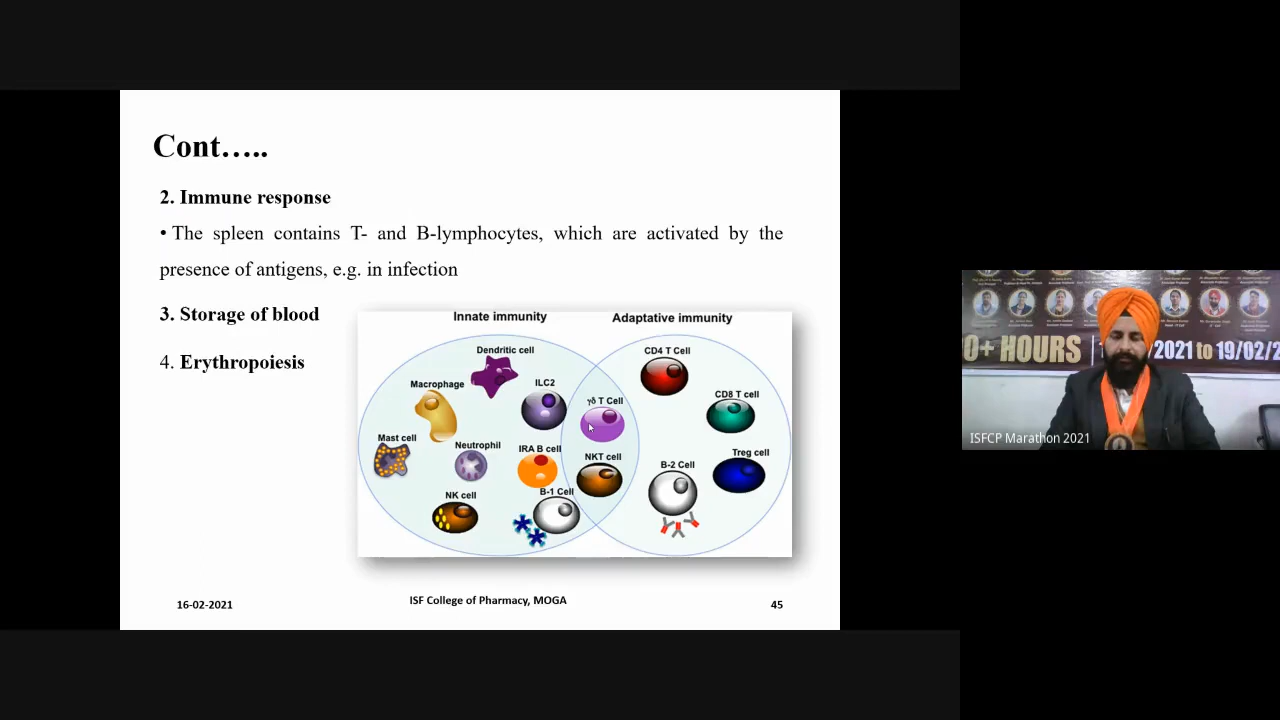 Cont…..
2. Immune response
• The spleen contains T- and B-lymphocytes, which are activated by the
presence of antigens, e.g. in infection
3. Storage of blood
4. Erythropoiesis
Innate immunity
Adaptative immunity
Dendritic cell
Macrophage
ILC2
Mast cell
Neutrophil
IRA B cell
NK cell
B-1 Cell
γδ T Cell
NKT cell
CD4 T Cell
CD8 T cell
Treg cell
B-2 Cell
16-02-2021
ISF College of Pharmacy, MOGA
45
0+ HOURS
/2021 to 19/02/2
ISFCP Marathon 2021